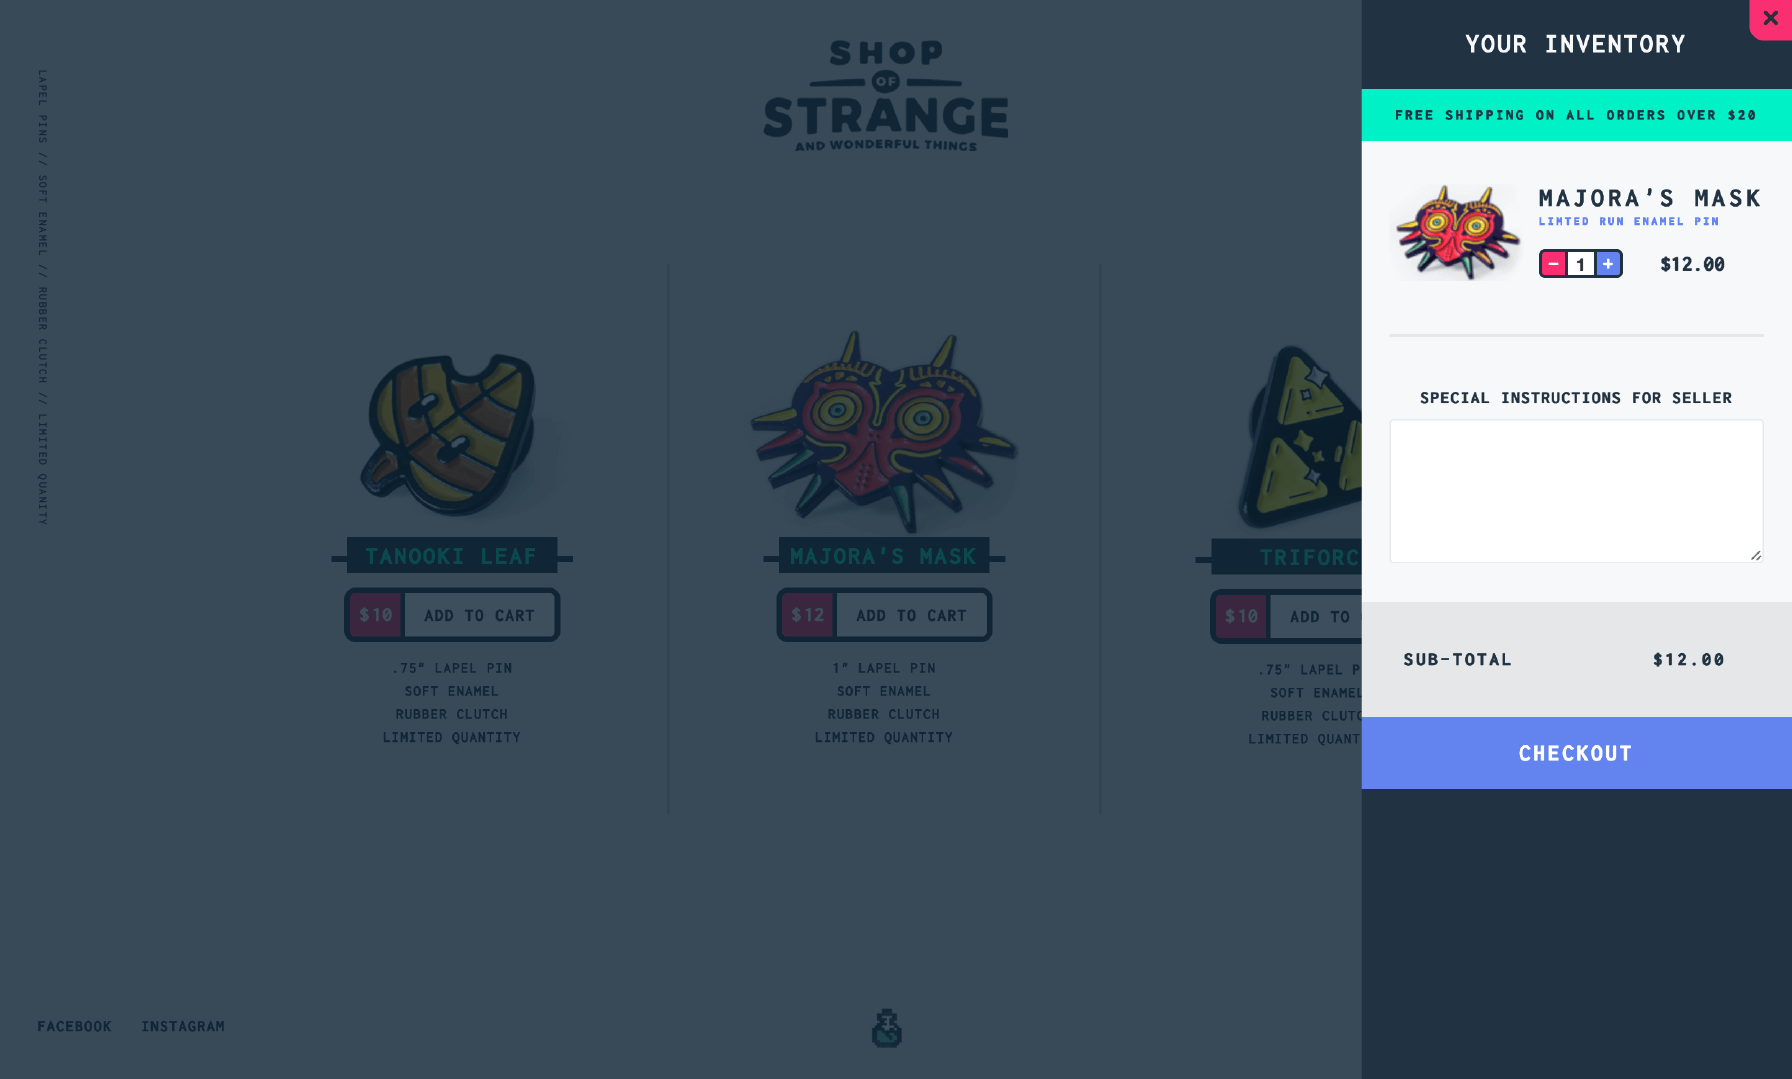 LAPEL PINS // SOFT ENAMEL // RUBBER CLUTCH // LIMITED QUANITY
SHOP
OF
STRANGE
AND WONDERFUL THINGS
TANOOKI LEAF
$10 ADD TO CART
.75" LAPEL PIN
SOFT ENAMEL
RUBBER CLUTCH
LIMITED QUANTITY
MAJORA'S MASK
$12 ADD TO CART
1" LAPEL PIN
SOFT ENAMEL
RUBBER CLUTCH
LIMITED QUANTITY
TRIFORC
$10 ADD TO
.75" LAPEL P
SOFT ENAMEL
RUBBER CLUTC
LIMITED QUANT
FACEBOOK INSTAGRAM
YOUR INVENTORY
FREE SHIPPING ON ALL ORDERS OVER $20
MAJORA'S MASK
LIMTED RUN ENAMEL PIN
1 $12.00
SPECIAL INSTRUCTIONS FOR SELLER
SUB-TOTAL $12.00
CHECKOUT